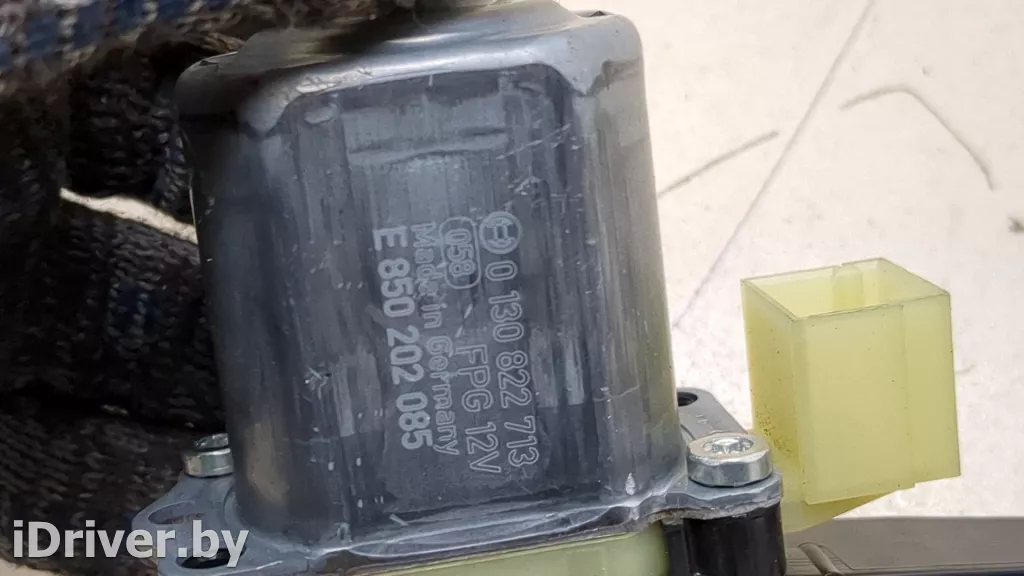 0 130 822 713
058 FPG 12V
Made in Germany
E 850 202 085
iDriver.by